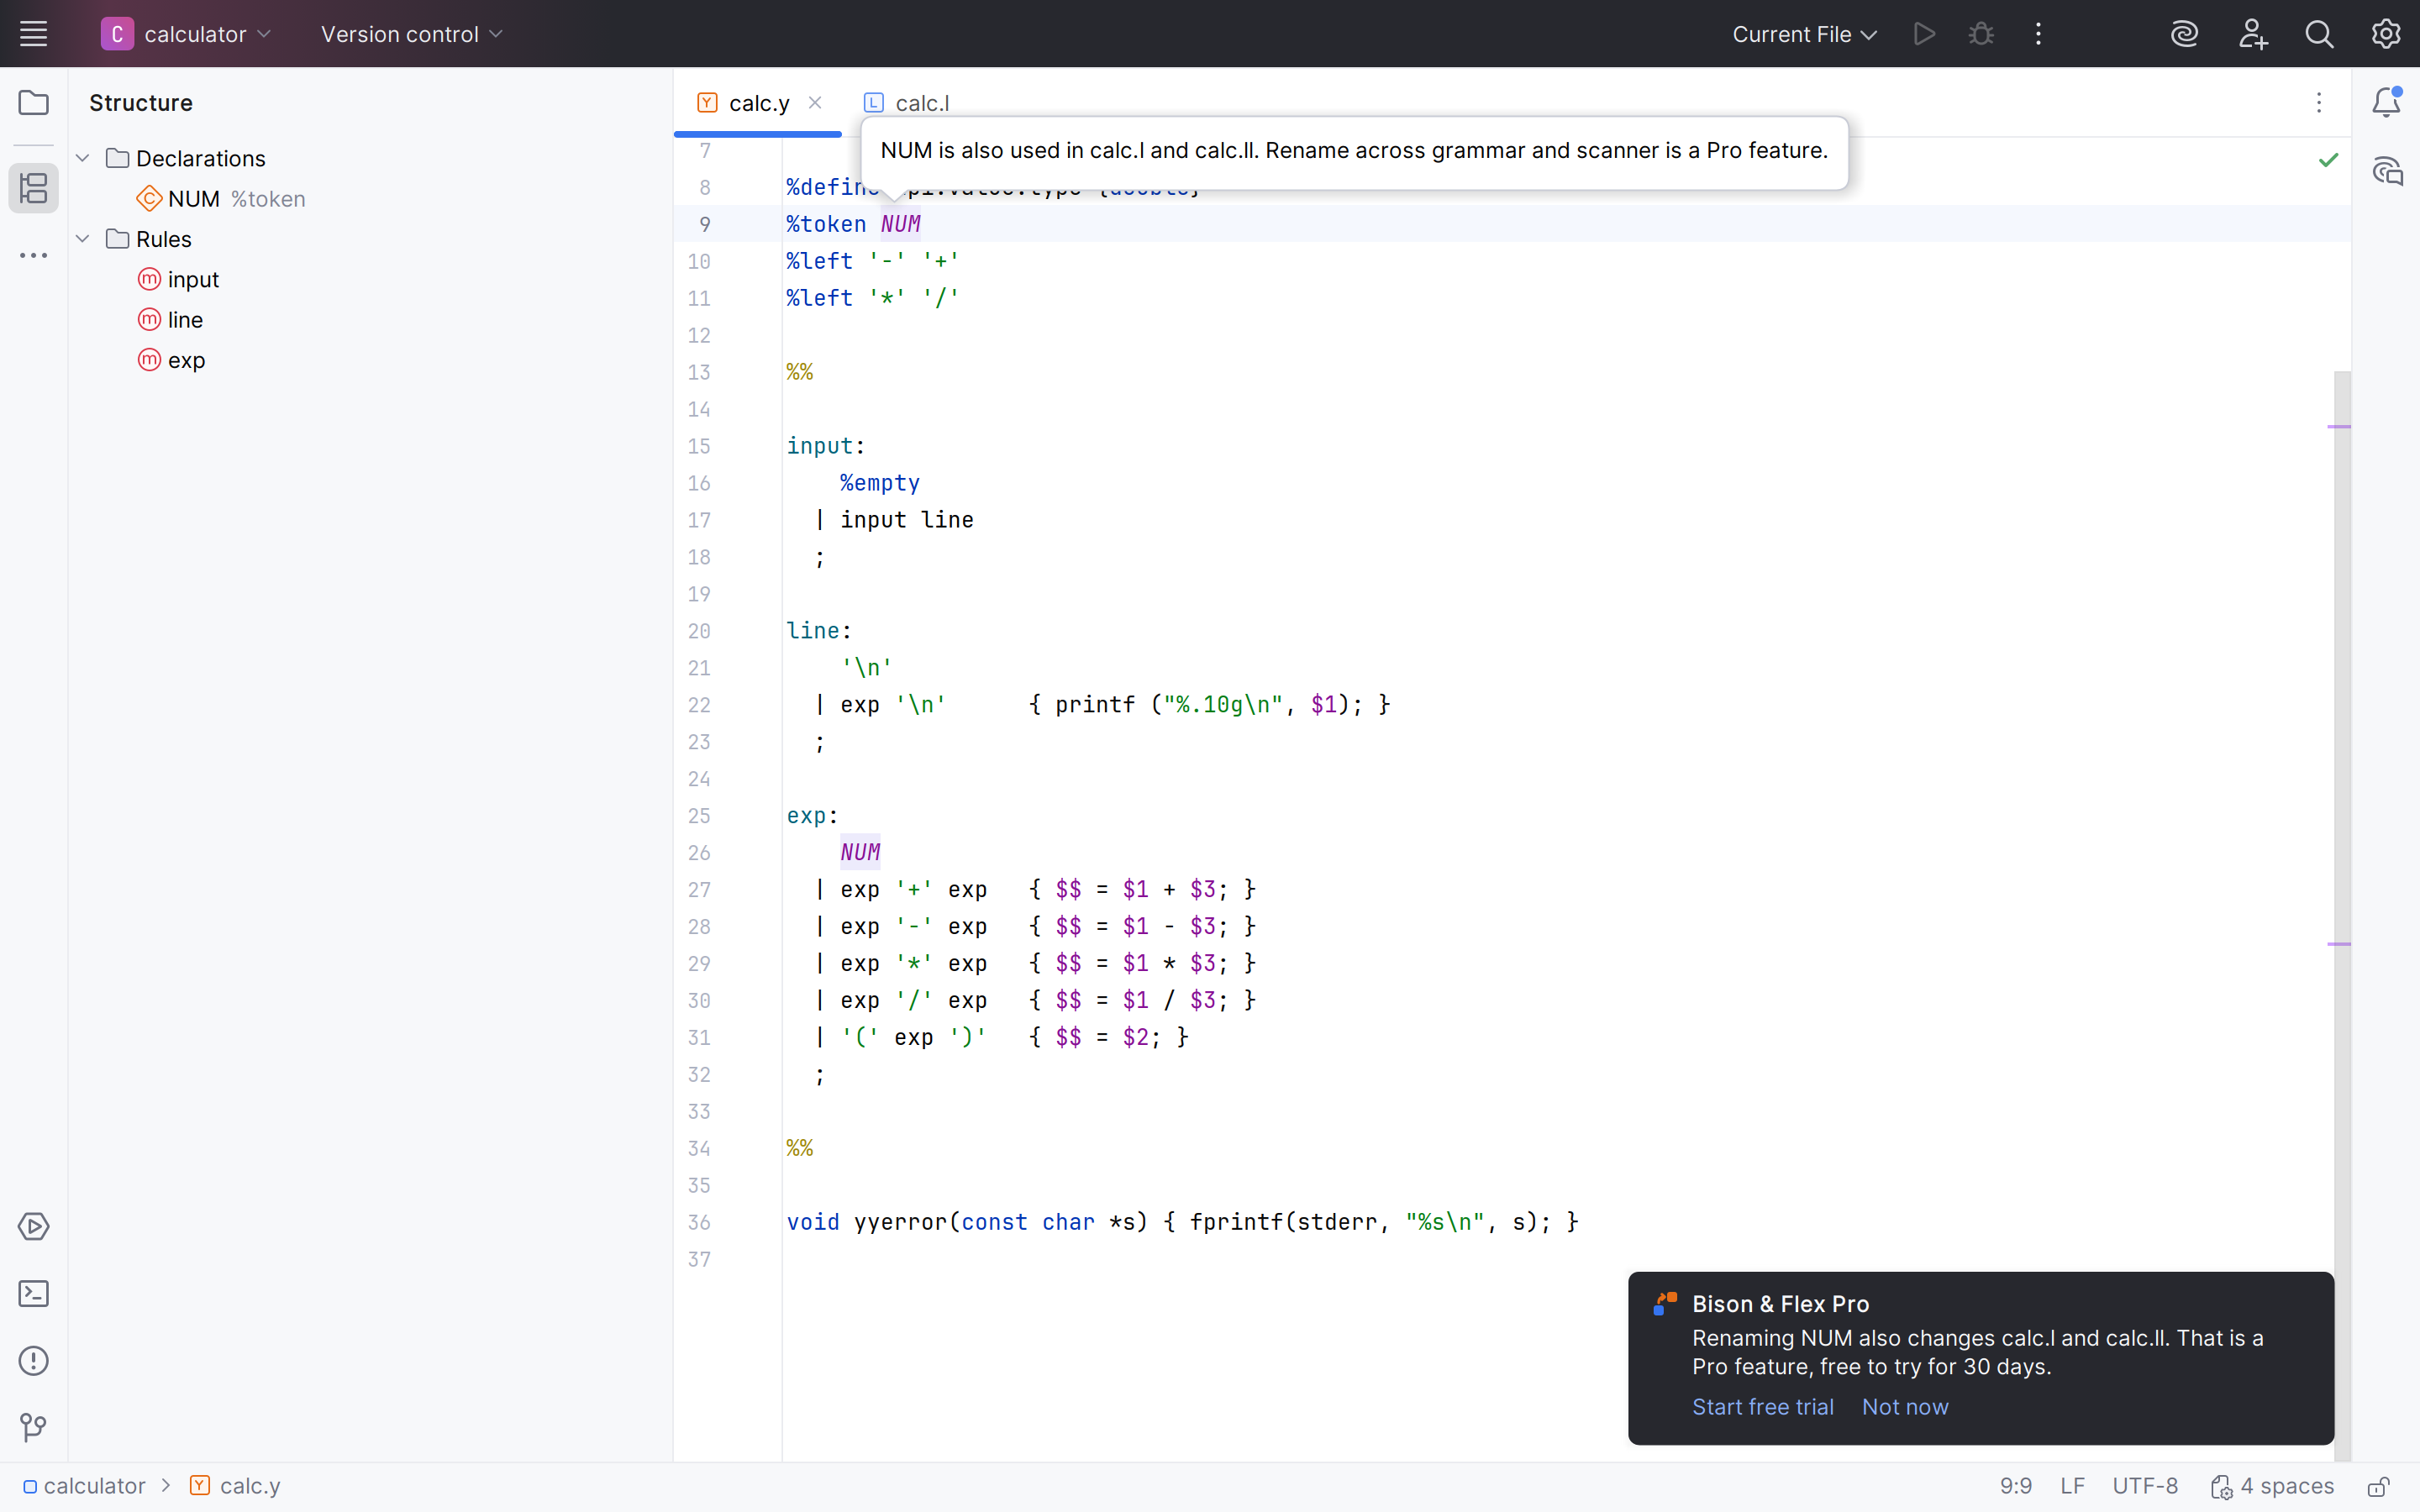 C calculator Version control Current File
Structure
Declarations
NUM %token
Rules
input
line
exp
calc.y calc.l
NUM is also used in calc.l and calc.ll. Rename across grammar and scanner is a Pro feature.
7
8 %define
9 %token NUM
10 %left '-' '+'
11 %left '*' '/'
12
13 %%
14
15 input:
16 %empty
17 | input line
18 ;
19
20 line:
21 '\n'
22 | exp '\n' { printf ("%.10g\n", $1); }
23 ;
24
25 exp:
26 NUM
27 | exp '+' exp { $$ = $1 + $3; }
28 | exp '-' exp { $$ = $1 - $3; }
29 | exp '*' exp { $$ = $1 * $3; }
30 | exp '/' exp { $$ = $1 / $3; }
31 | '(' exp ')' { $$ = $2; }
32 ;
33
34 %%
35
36 void yyerror(const char *s) { fprintf(stderr, "%s\n", s); }
37
Bison & Flex Pro
Renaming NUM also changes calc.l and calc.ll. That is a
Pro feature, free to try for 30 days.
Start free trial Not now
calculator > calc.y 9:9 LF UTF-8 4 spaces